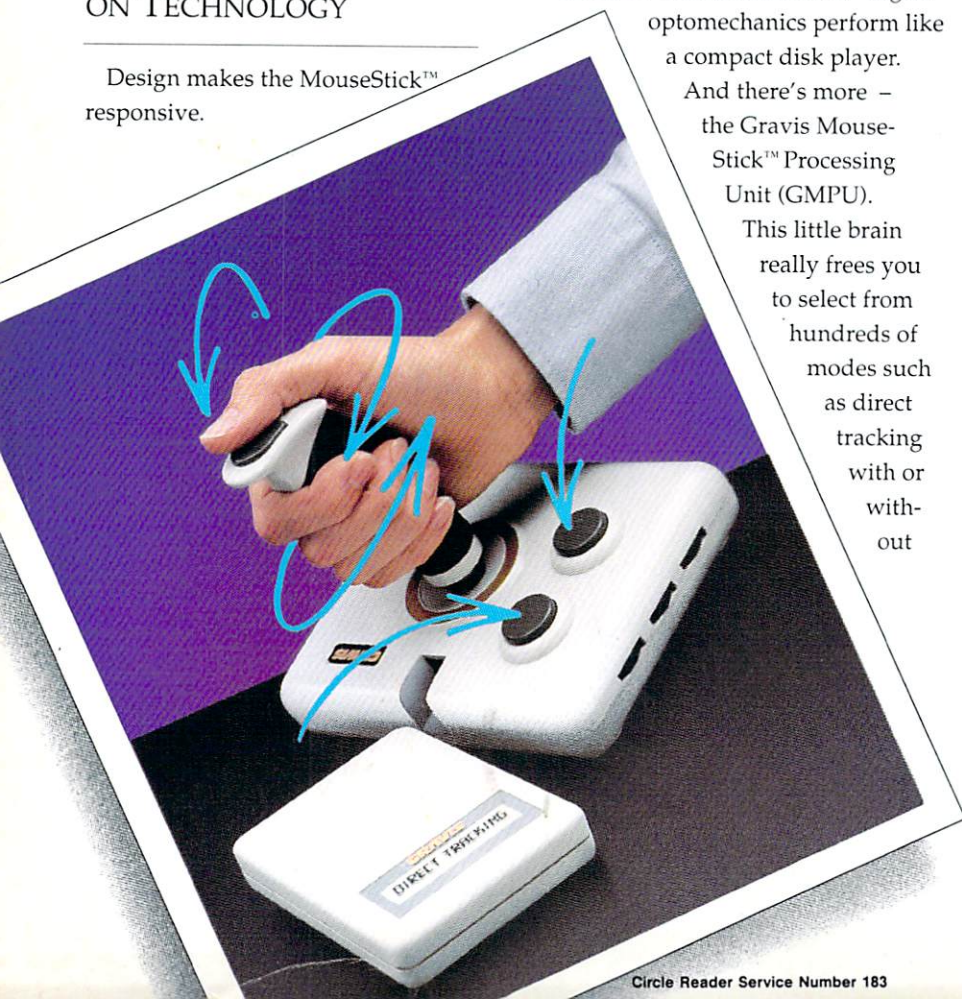 ON TECHNOLOGY
Design makes the MouseStick™
responsive.
optomechanics perform like
a compact disk player.
And there's more –
the Gravis Mouse-
Stick™ Processing
Unit (GMPU).
This little brain
really frees you
to select from
hundreds of
modes such
as direct
tracking
with or
with-
out
GRAVIS
DIRECT TRACKING
Circle Reader Service Number 183